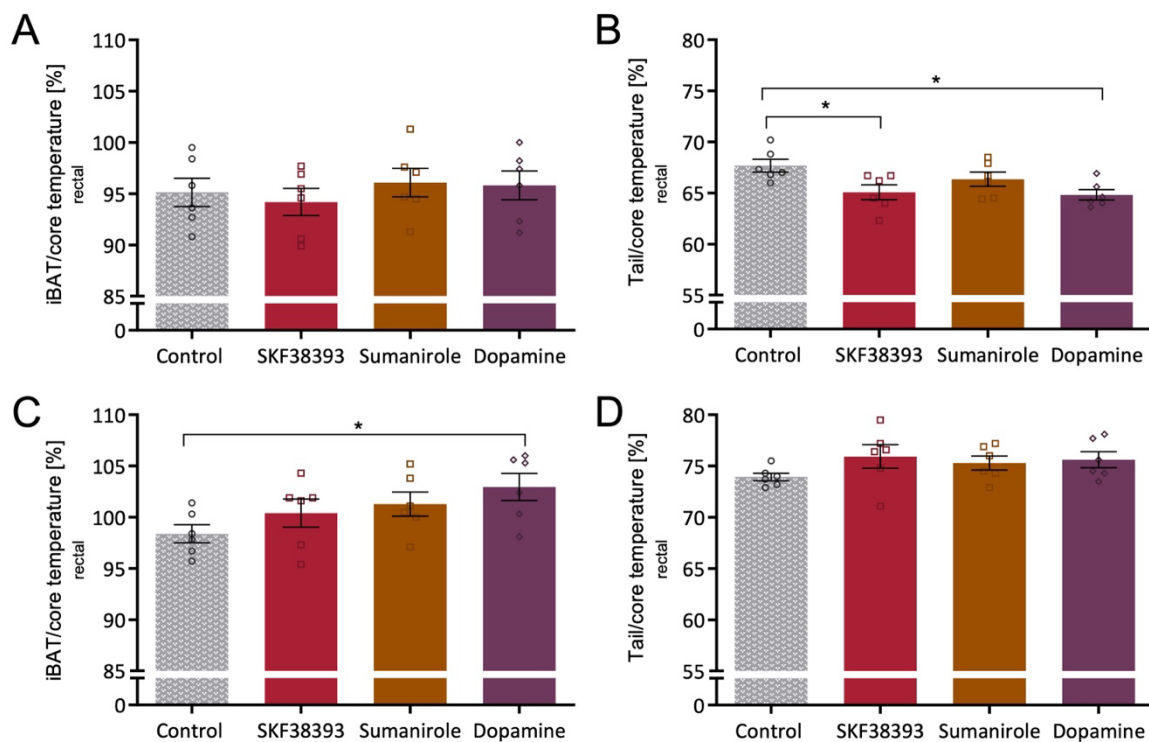 A
iBAT/core temperature [%]
rectal
110
105
100
95
90
85
0
Control SKF38393 Sumanirole Dopamine
B
Tail/core temperature [%]
rectal
80
75
70
65
60
55
0
*
*
Control SKF38393 Sumanirole Dopamine
C
iBAT/core temperature [%]
rectal
110
105
100
95
90
85
0
*
Control SKF38393 Sumanirole Dopamine
D
Tail/core temperature [%]
rectal
80
75
70
65
60
55
0
Control SKF38393 Sumanirole Dopamine